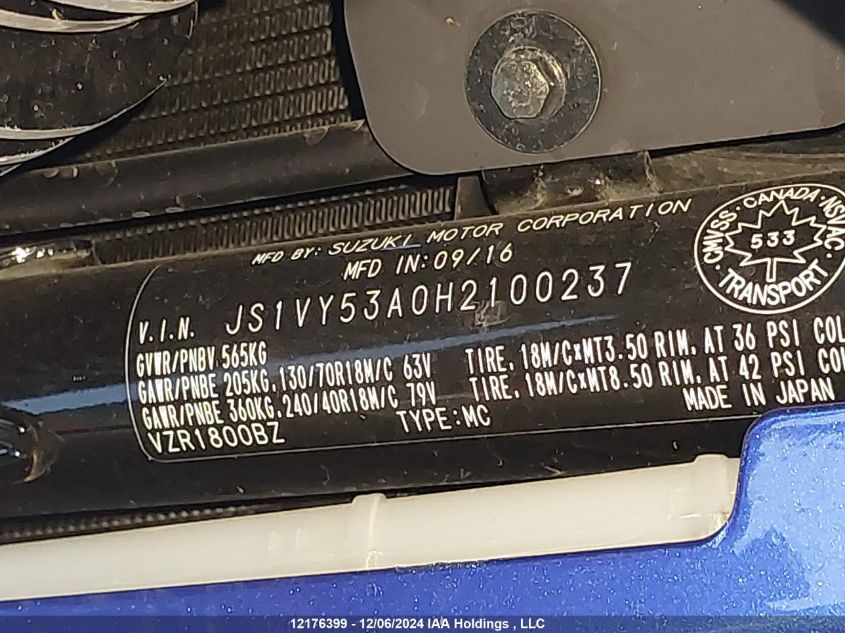 MFD BY: SUZUKI MOTOR CORPORATION
MFD IN: 09/16
CMVSS · CANADA · NSVAC
533
TRANSPORT
V.I.N. JS1VY53A0H2100237
GVWR/PNBV 565KG
GAWR/PNBE 205KG, 130/70R18M/C 63V TIRE, 18M/C×MT3.50 RIM, AT 36 PSI COL
GAWR/PNBE 360KG, 240/40R18M/C 79V TIRE, 18M/C×MT8.50 RIM, AT 42 PSI COL
VZR1800BZ TYPE:MC MADE IN JAPAN
12176399 - 12/06/2024 IAA Holdings , LLC